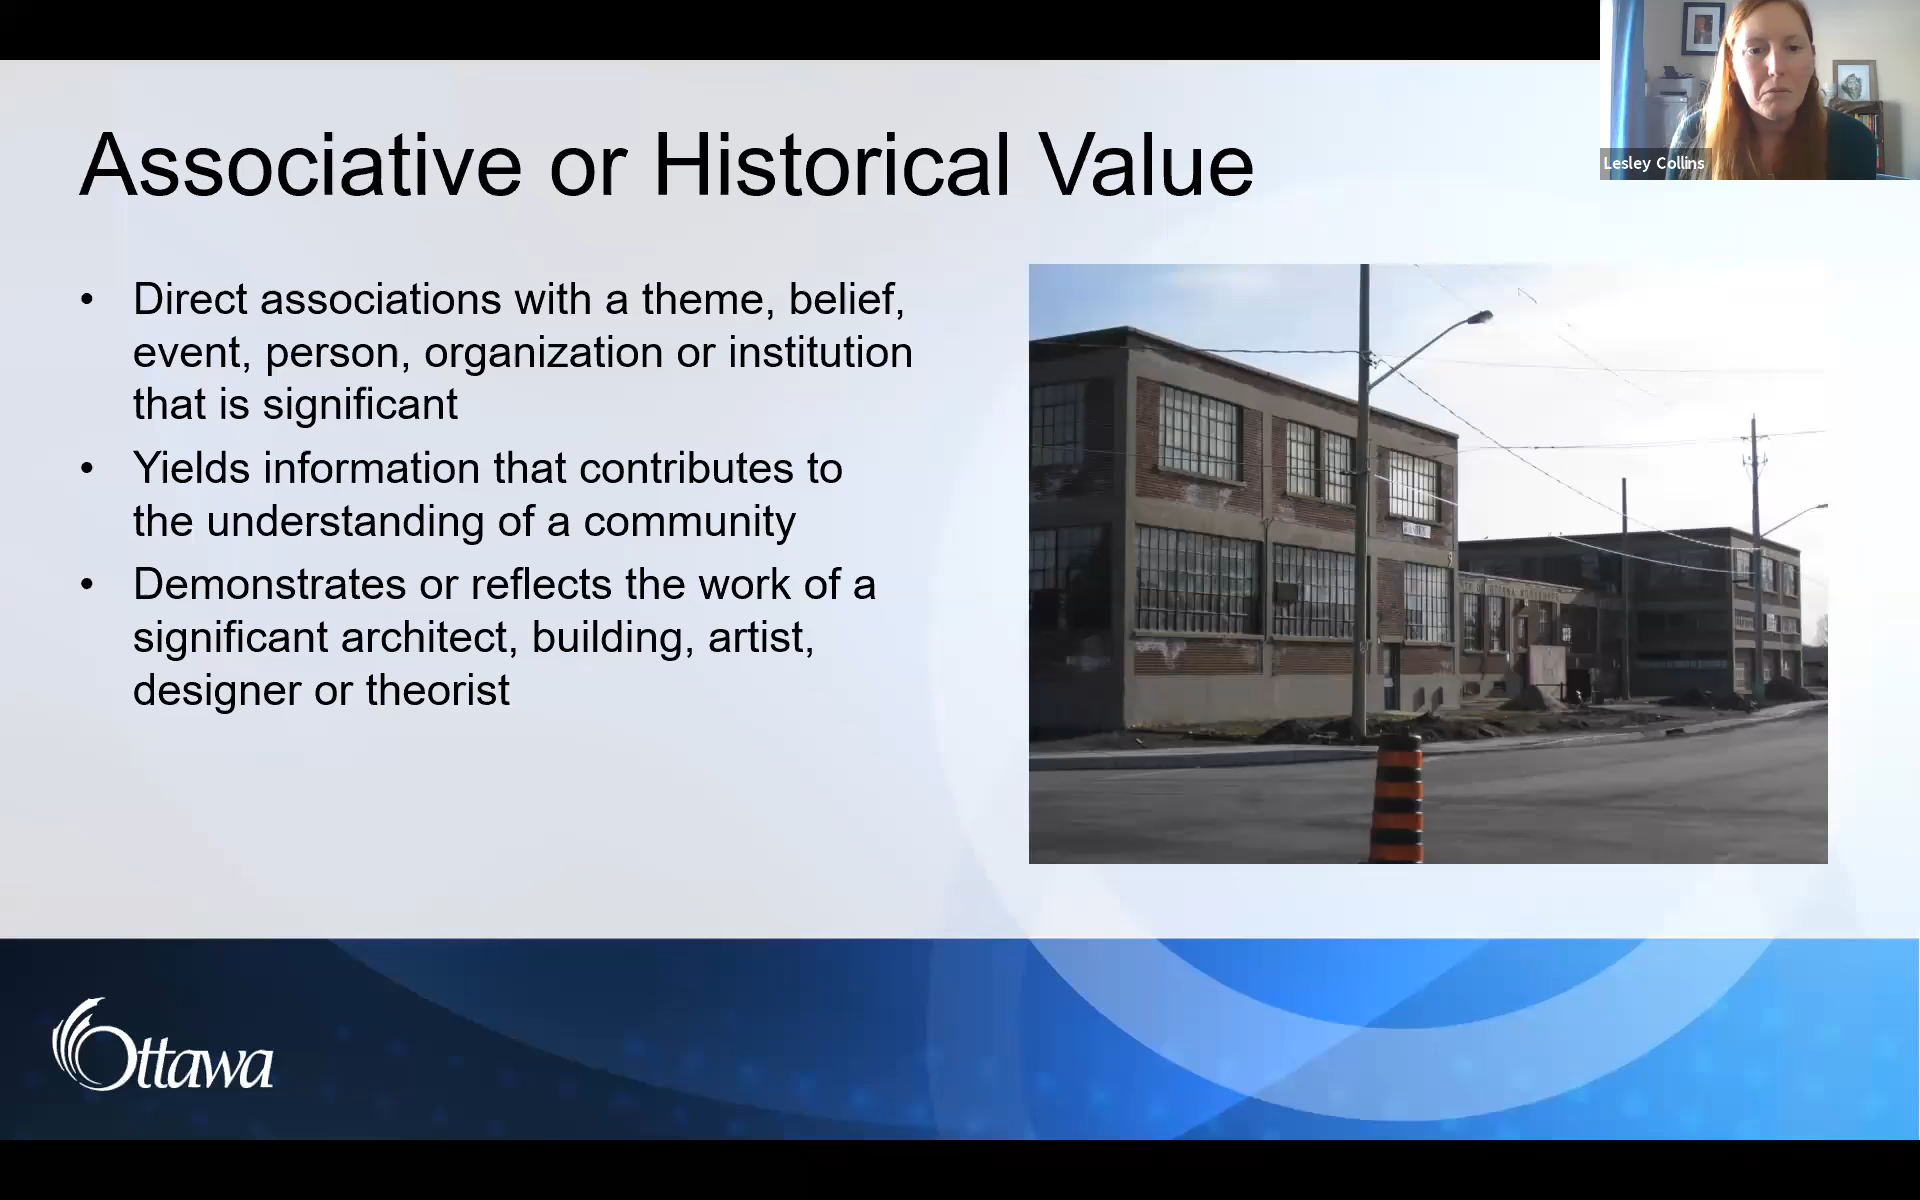 Associative or Historical Value
Lesley Collins
• Direct associations with a theme, belief,
event, person, organization or institution
that is significant
• Yields information that contributes to
the understanding of a community
• Demonstrates or reflects the work of a
significant architect, building, artist,
designer or theorist
Ottawa